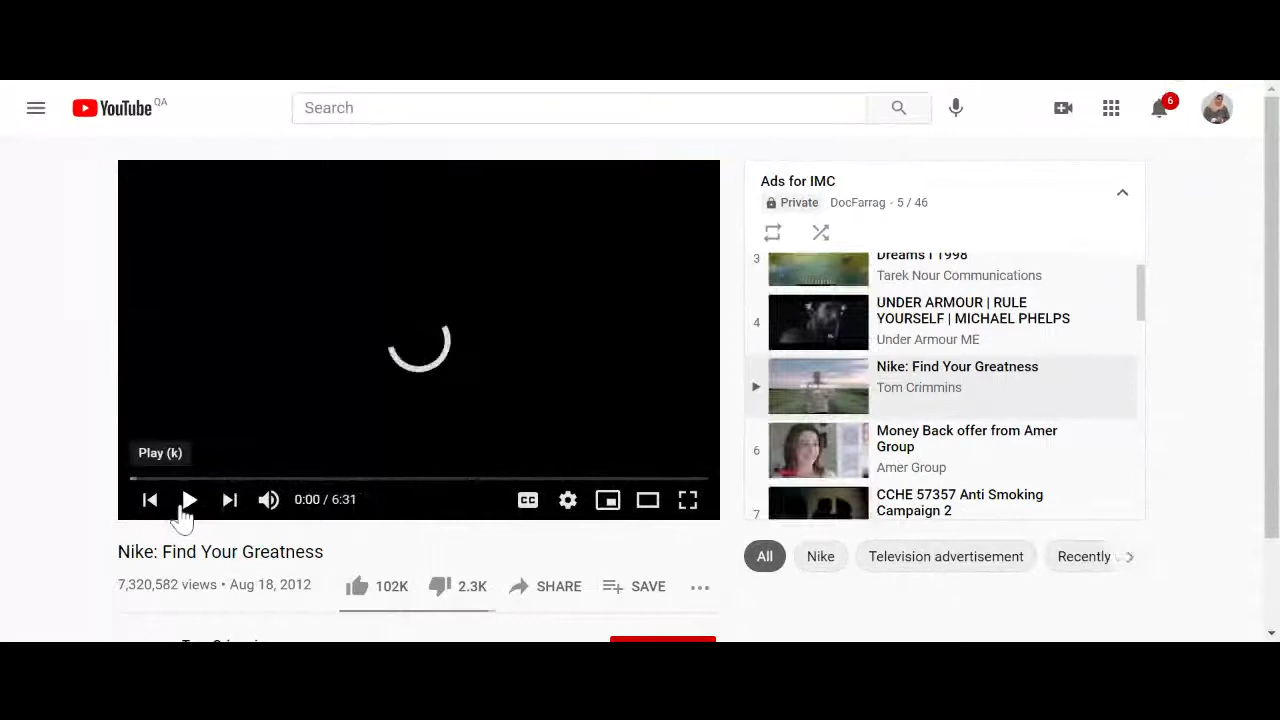 YouTube QA
Search
6
Ads for IMC
Private DocFarrag - 5 / 46
3
Dreams I 1998
Tarek Nour Communications
4
UNDER ARMOUR | RULE
YOURSELF | MICHAEL PHELPS
Under Armour ME
Nike: Find Your Greatness
Tom Crimmins
6
Money Back offer from Amer
Group
Amer Group
7
CCHE 57357 Anti Smoking
Campaign 2
Play (k)
0:00 / 6:31
CC
Nike: Find Your Greatness
7,320,582 views • Aug 18, 2012
102K
2.3K
SHARE
SAVE
All
Nike
Television advertisement
Recently